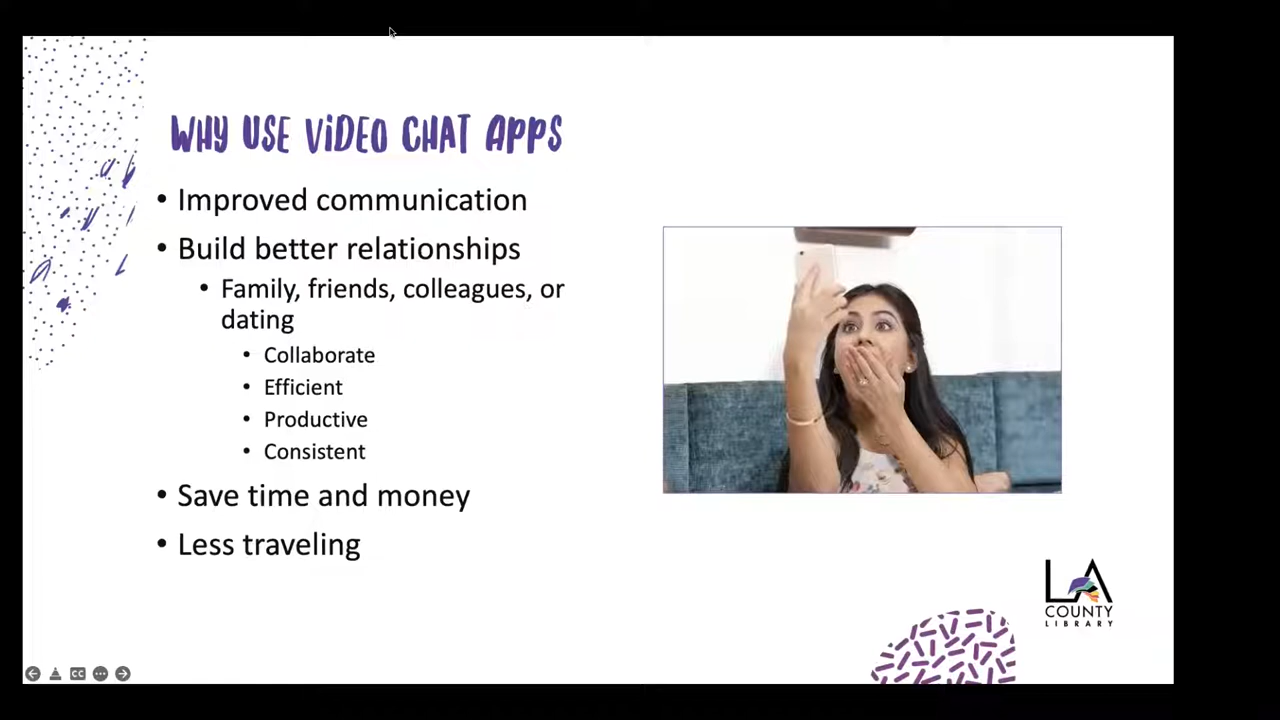 WHY USE ViDEO CHAT APPS
• Improved communication
• Build better relationships
• Family, friends, colleagues, or
dating
• Collaborate
• Efficient
• Productive
• Consistent
• Save time and money
• Less traveling
LA
COUNTY
LIBRARY
CC